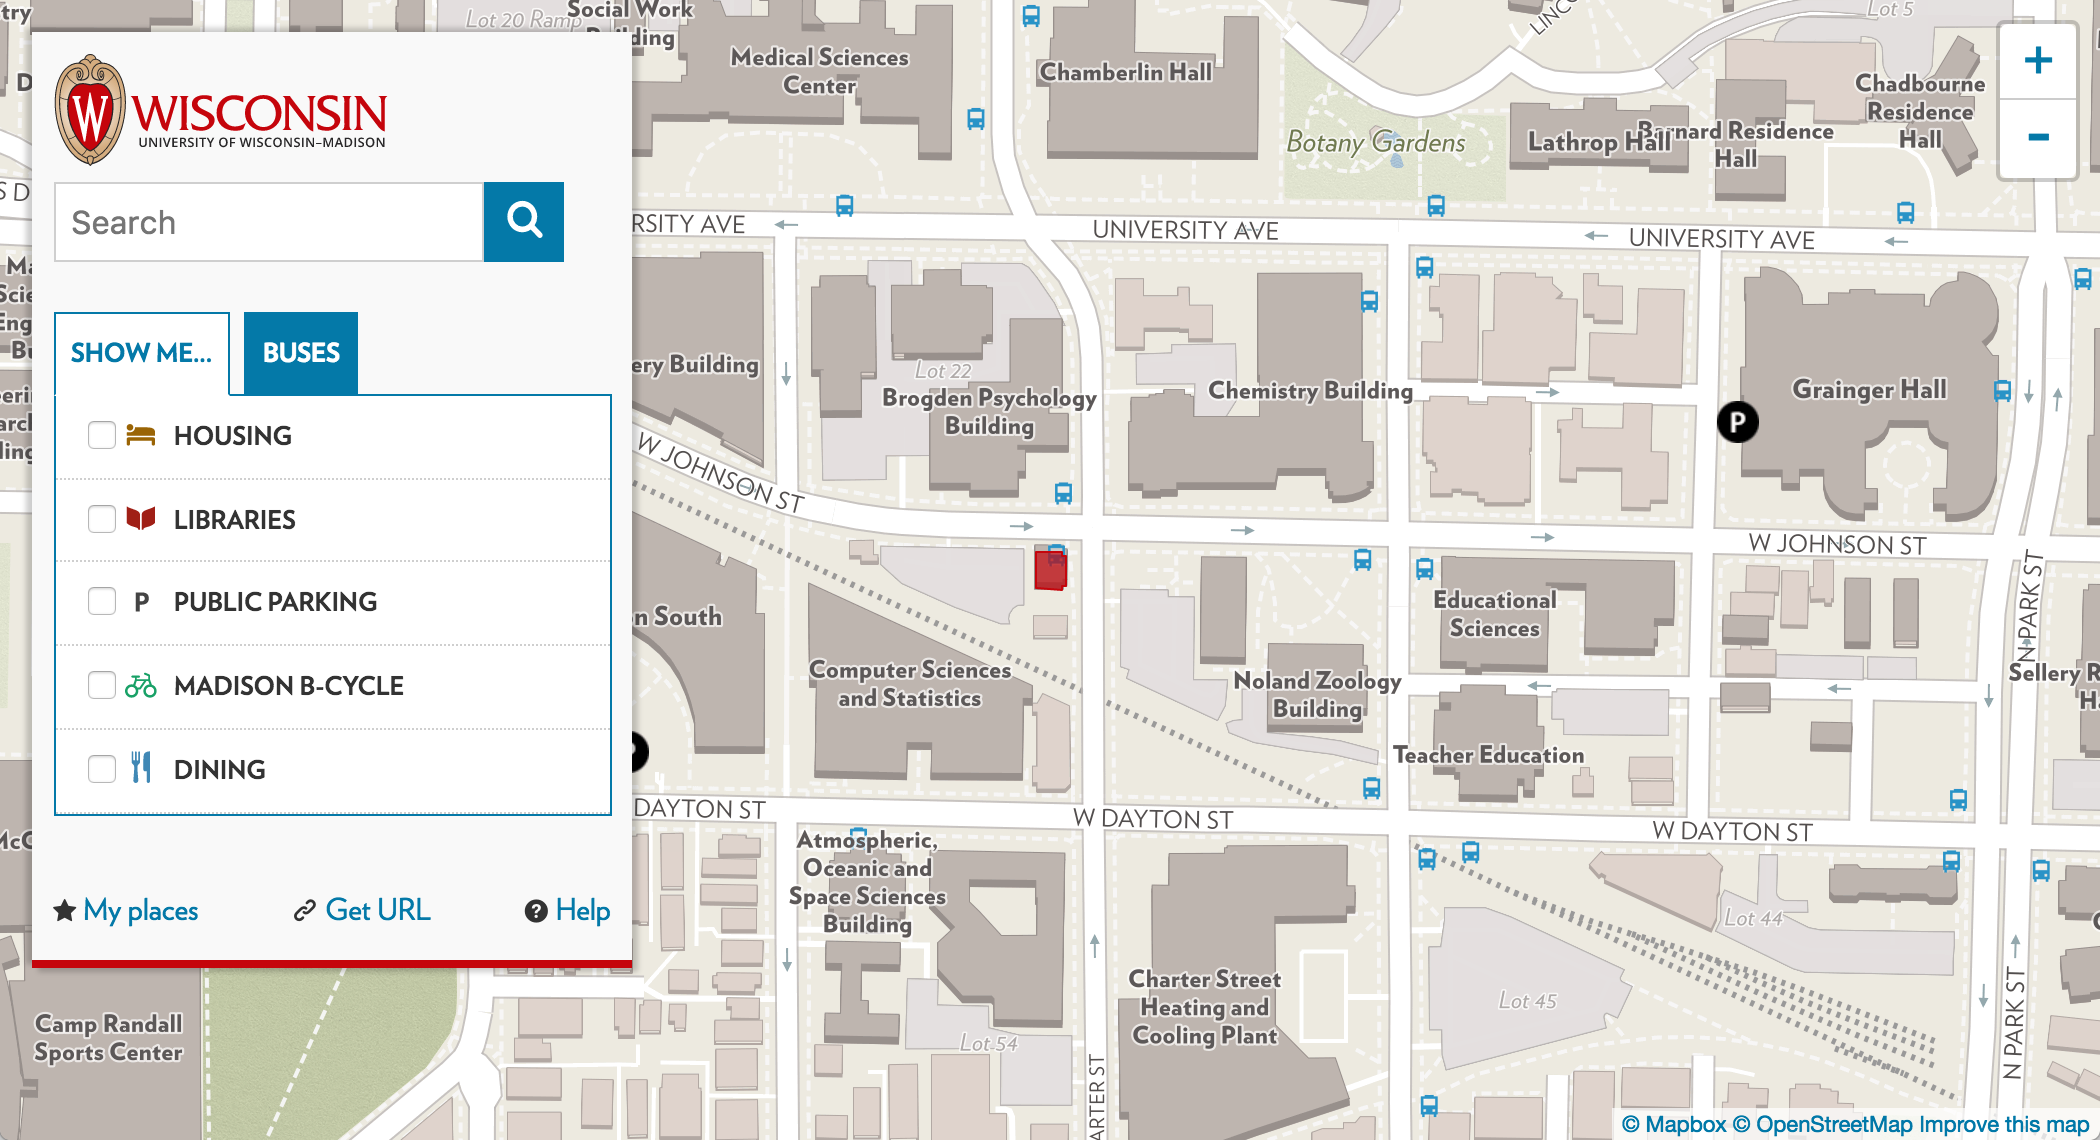 WISCONSIN
UNIVERSITY OF WISCONSIN–MADISON
Search
SHOW ME...
BUSES
HOUSING
LIBRARIES
P PUBLIC PARKING
MADISON B-CYCLE
DINING
My places
Get URL
Help
Lot 20 Ramp
Social Work
Building
Medical Sciences
Center
Chamberlin Hall
Botany Gardens
Lathrop Hall
Barnard Residence
Hall
Chadbourne
Residence
Hall
Lot 5
+
-
RSITY AVE
UNIVERSITY AVE
UNIVERSITY AVE
ery Building
Lot 22
Brogden Psychology
Building
Chemistry Building
Grainger Hall
P
W JOHNSON ST
W JOHNSON ST
N PARK ST
n South
Computer Sciences
and Statistics
Noland Zoology
Building
Educational
Sciences
Teacher Education
Sellery R
H
DAYTON ST
W DAYTON ST
W DAYTON ST
Atmospheric,
Oceanic and
Space Sciences
Building
Charter Street
Heating and
Cooling Plant
Lot 44
Lot 45
Lot 54
ARTER ST
N PARK ST
Camp Randall
Sports Center
© Mapbox © OpenStreetMap Improve this map